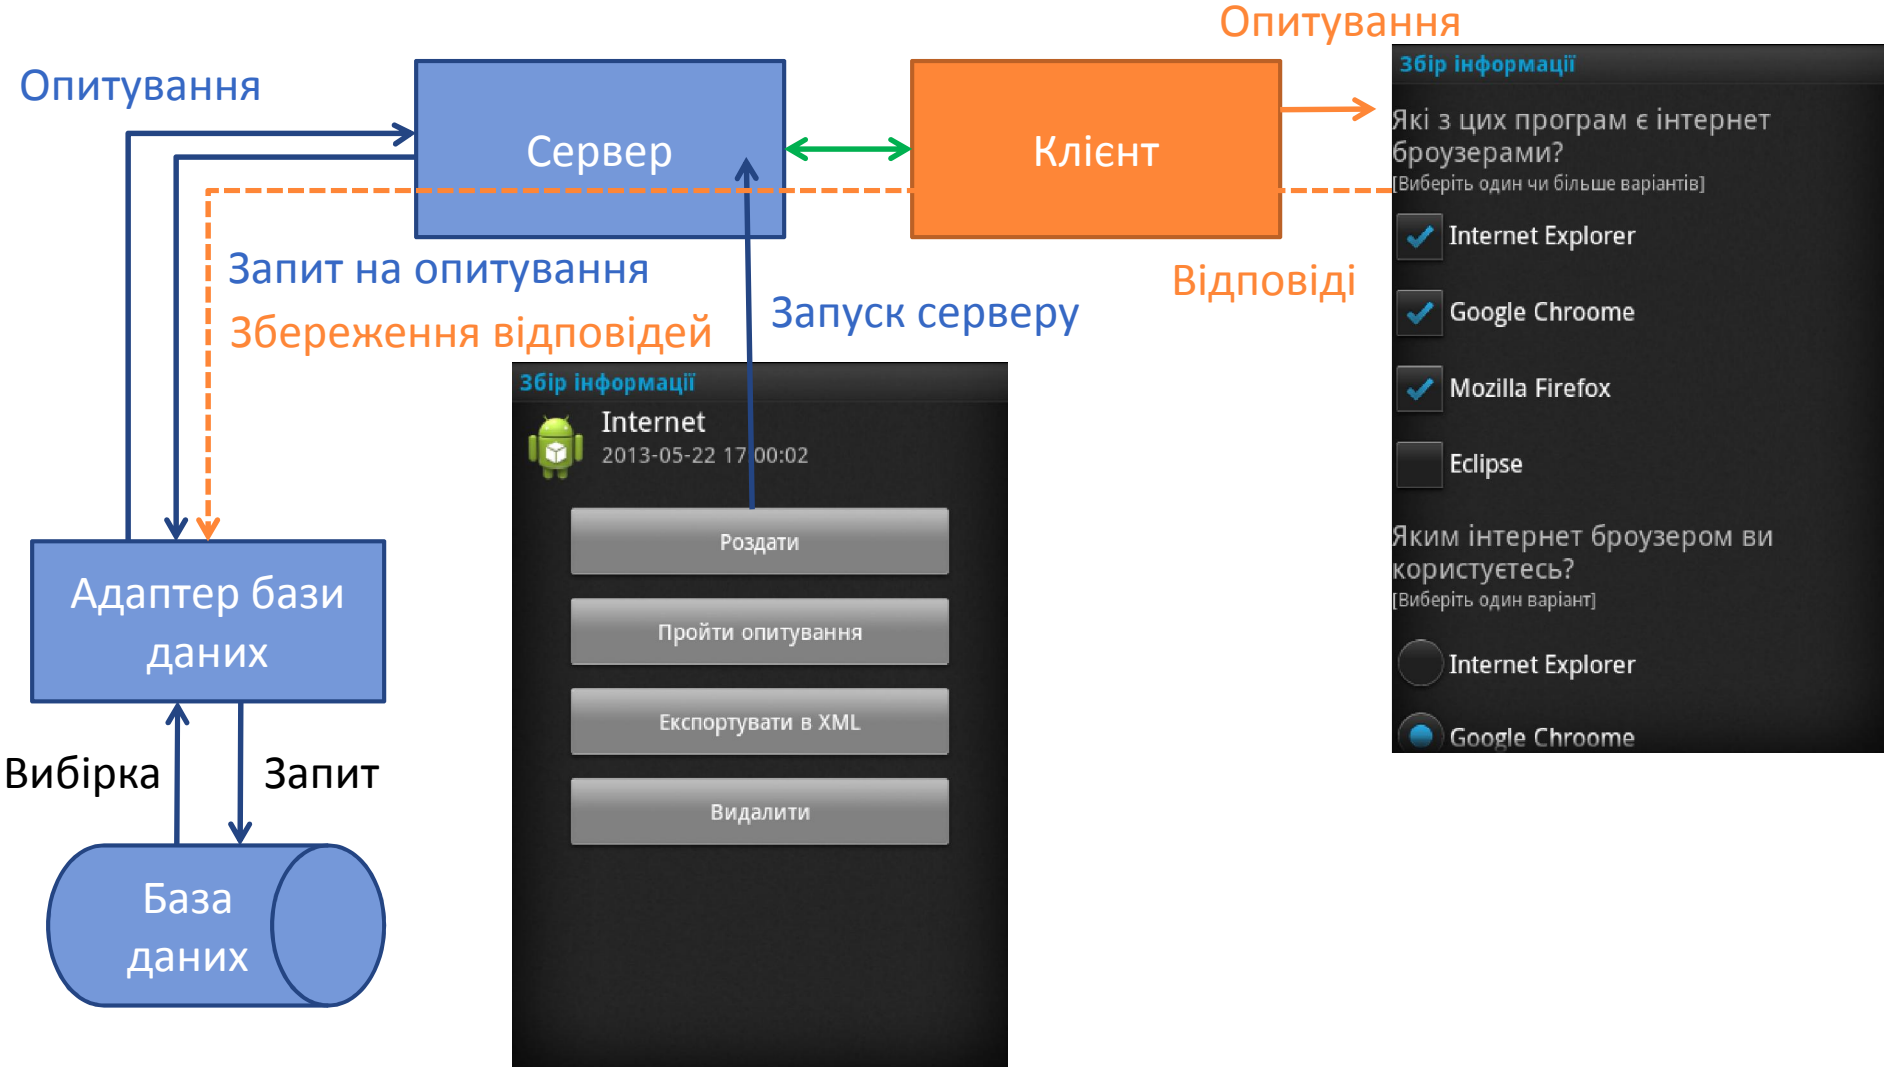 Опитування
Опитування
Сервер
Клієнт
Запит на опитування
Збереження відповідей
Запуск серверу
Відповіді
Адаптер бази
даних
Вибірка
Запит
База
даних
Збір інформації
Internet
2013-05-22 17:00:02
Роздати
Пройти опитування
Експортувати в XML
Видалити
Збір інформації
Які з цих програм є інтернет
броузерами?
[Виберіть один чи більше варіантів]
Internet Explorer
Google Chroome
Mozilla Firefox
Eclipse
Яким інтернет броузером ви
користуєтесь?
[Виберіть один варіант]
Internet Explorer
Google Chroome